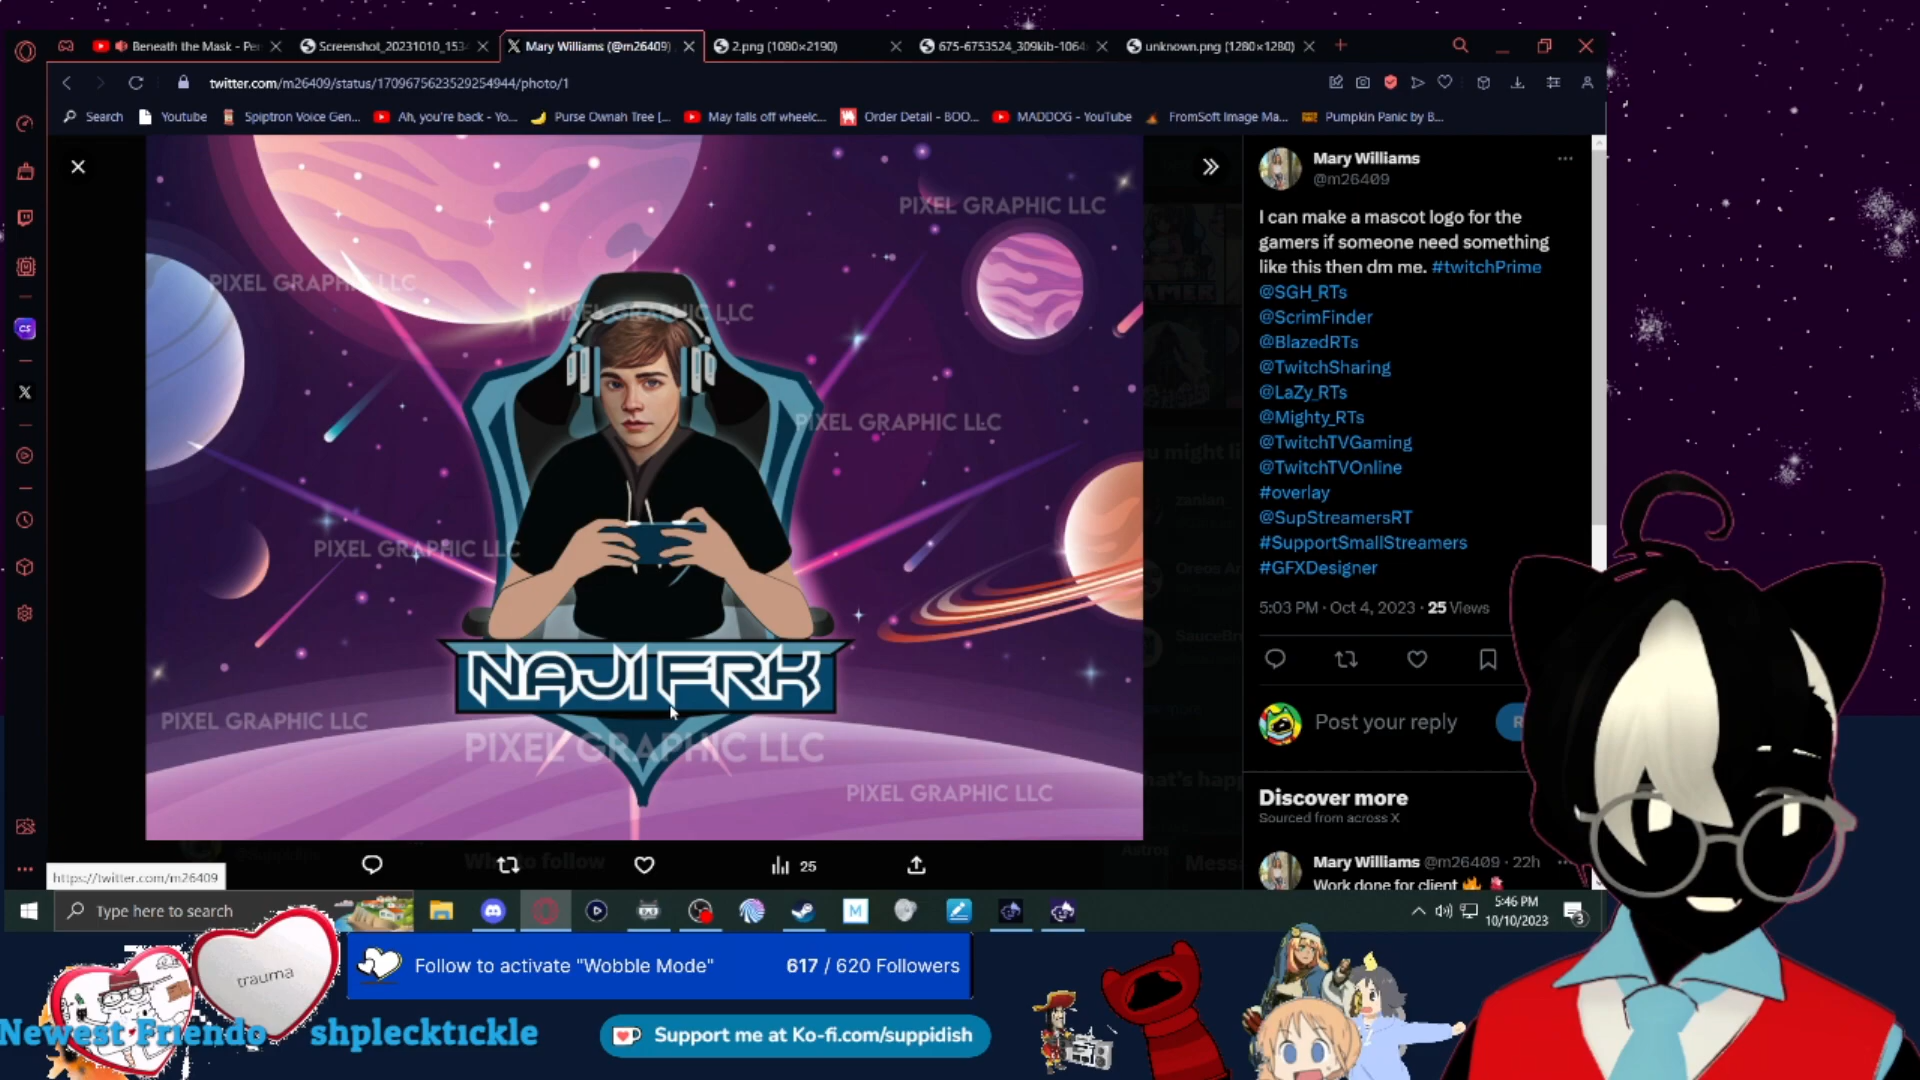 Beneath the Mask - Pe
Screenshot_20231010_153
Mary Williams (@m26409)
2.png (1080×2190)
675-6753524_309kib-1064
unknown.png (1280×1280)
twitter.com/m26409/status/1709675623529254944/photo/1
Search
Youtube
Spiptron Voice Gen...
Ah, you're back - Yo...
Purse Ownah Tree [...
May falls off wheelc...
Order Detail - BOO...
MADDOG - YouTube
FromSoft Image Ma...
Pumpkin Panic by B...
PIXEL GRAPHIC LLC
PIXEL GRAPHIC LLC
PIXEL GRAPHIC LLC
PIXEL GRAPHIC LLC
PIXEL GRAPHIC LLC
NAJI FRK
PIXEL GRAPHIC LLC
PIXEL GRAPHIC LLC
PIXEL GRAPHIC LLC
Mary Williams
@m26409
I can make a mascot logo for the
gamers if someone need something
like this then dm me. #twitchPrime
@SGH_RTs
@ScrimFinder
@BlazedRTs
@TwitchSharing
@LaZy_RTs
@Mighty_RTs
@TwitchTVGaming
@TwitchTVOnline
#overlay
@SupStreamersRT
#SupportSmallStreamers
#GFXDesigner
5:03 PM · Oct 4, 2023 · 25 Views
Post your reply
R
Discover more
Sourced from across X
Mary Williams @m26409 · 22h
Work done for client
25
https://twitter.com/m26409
CS
Type here to search
M
5:46 PM
10/10/2023
3
trauma
Follow to activate "Wobble Mode"
617 / 620 Followers
Newest Friendo
shplecktickle
Support me at Ko-fi.com/suppidish